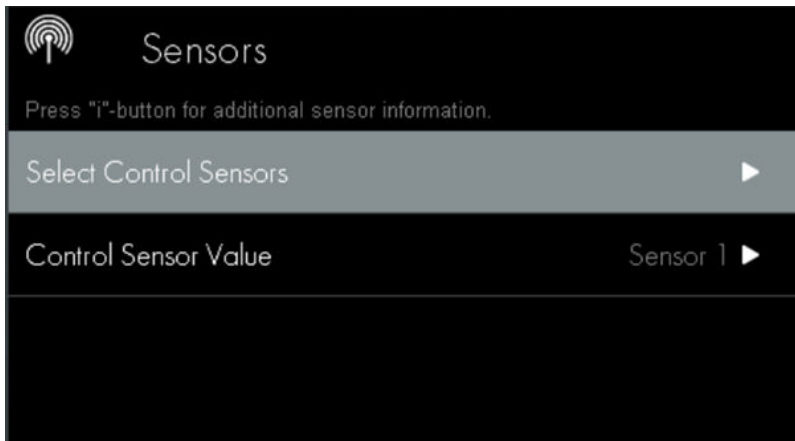 Sensors
Press "i"-button for additional sensor information.
Select Control Sensors
Control Sensor Value Sensor 1